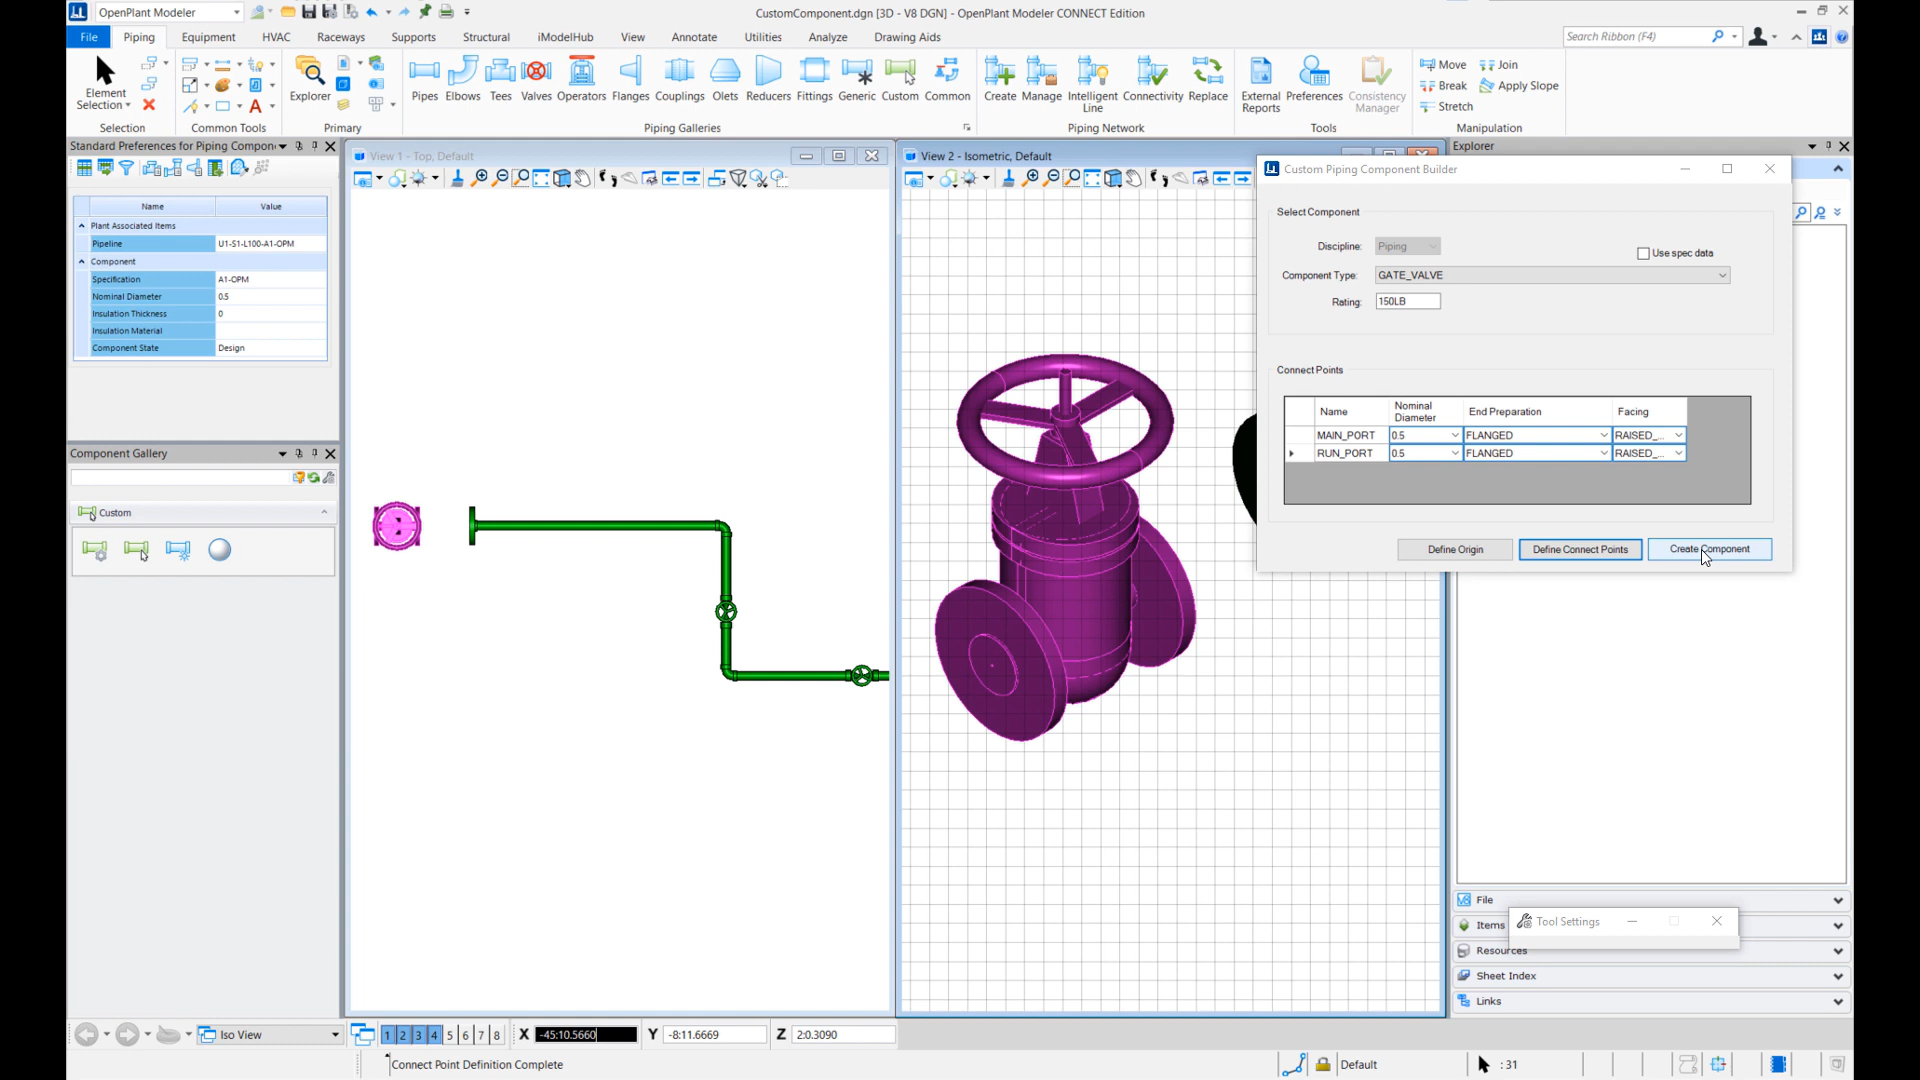 OpenPlant Modeler
CustomComponent.dgn [3D - V8 DGN] - OpenPlant Modeler CONNECT Edition
File Piping Equipment HVAC Raceways Supports Structural iModelHub View Annotate Utilities Analyze Drawing Aids
Search Ribbon (F4)
Element Selection
Explorer
Pipes Elbows Tees Valves Operators Flanges Couplings Olets Reducers Fittings Generic Custom Common
Create Manage Intelligent Line Connectivity Replace
External Reports Preferences Consistency Manager
Move Join
Break Apply Slope
Stretch
Selection Common Tools Primary Piping Galleries Piping Network Tools Manipulation
Standard Preferences for Piping Compon
Name Value
Plant Associated Items
Pipeline U1-S1-L100-A1-OPM
Component
Specification A1-OPM
Nominal Diameter 0.5
Insulation Thickness 0
Insulation Material
Component State Design
Component Gallery
Custom
View 1 - Top, Default
View 2 - Isometric, Default
Explorer
Custom Piping Component Builder
Select Component
Discipline: Piping
Use spec data
Component Type: GATE_VALVE
Rating: 150LB
Connect Points
Name Nominal Diameter End Preparation Facing
MAIN_PORT 0.5 FLANGED RAISED_...
RUN_PORT 0.5 FLANGED RAISED_...
Define Origin Define Connect Points Create Component
File
Tool Settings
Items
Resources
Sheet Index
Links
Iso View
1 2 3 4 5 6 7 8
X -45:10.5660 Y -8:11.6669 Z 2:0.3090
Connect Point Definition Complete
Default
: 31